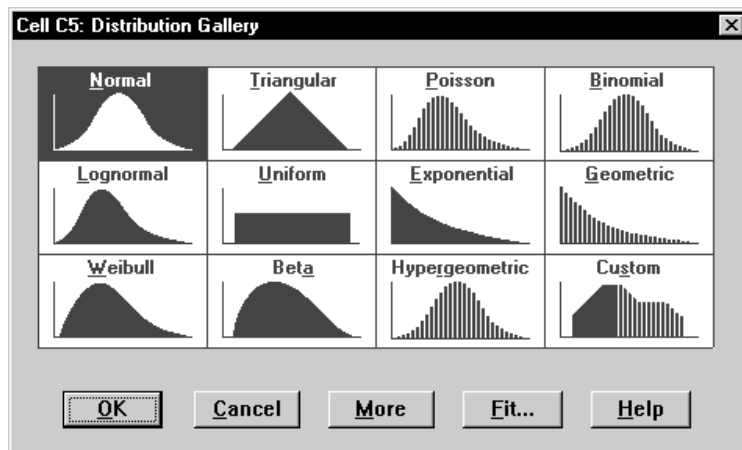 Cell C5: Distribution Gallery
Normal Triangular Poisson Binomial
Lognormal Uniform Exponential Geometric
Weibull Beta Hypergeometric Custom
OK Cancel More Fit... Help